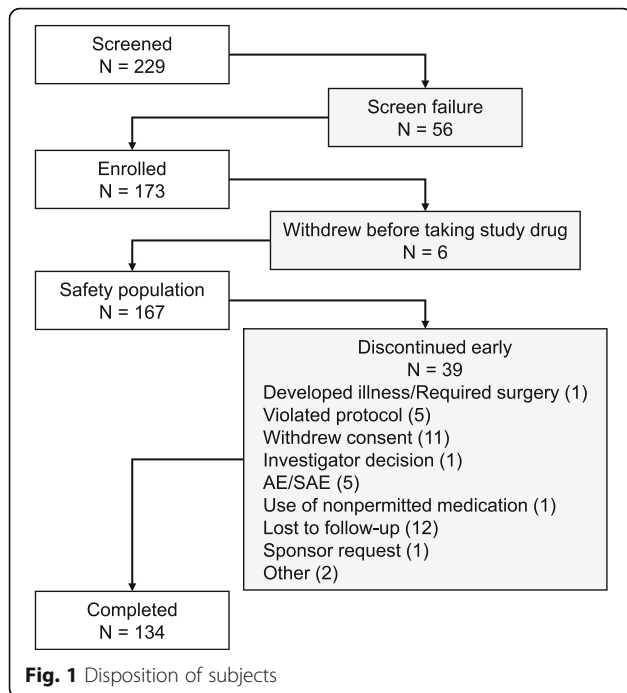 Screened
N = 229
Screen failure
N = 56
Enrolled
N = 173
Withdrew before taking study drug
N = 6
Safety population
N = 167
Discontinued early
N = 39
Developed illness/Required surgery (1)
Violated protocol (5)
Withdrew consent (11)
Investigator decision (1)
AE/SAE (5)
Use of nonpermitted medication (1)
Lost to follow-up (12)
Sponsor request (1)
Other (2)
Completed
N = 134
Fig. 1 Disposition of subjects